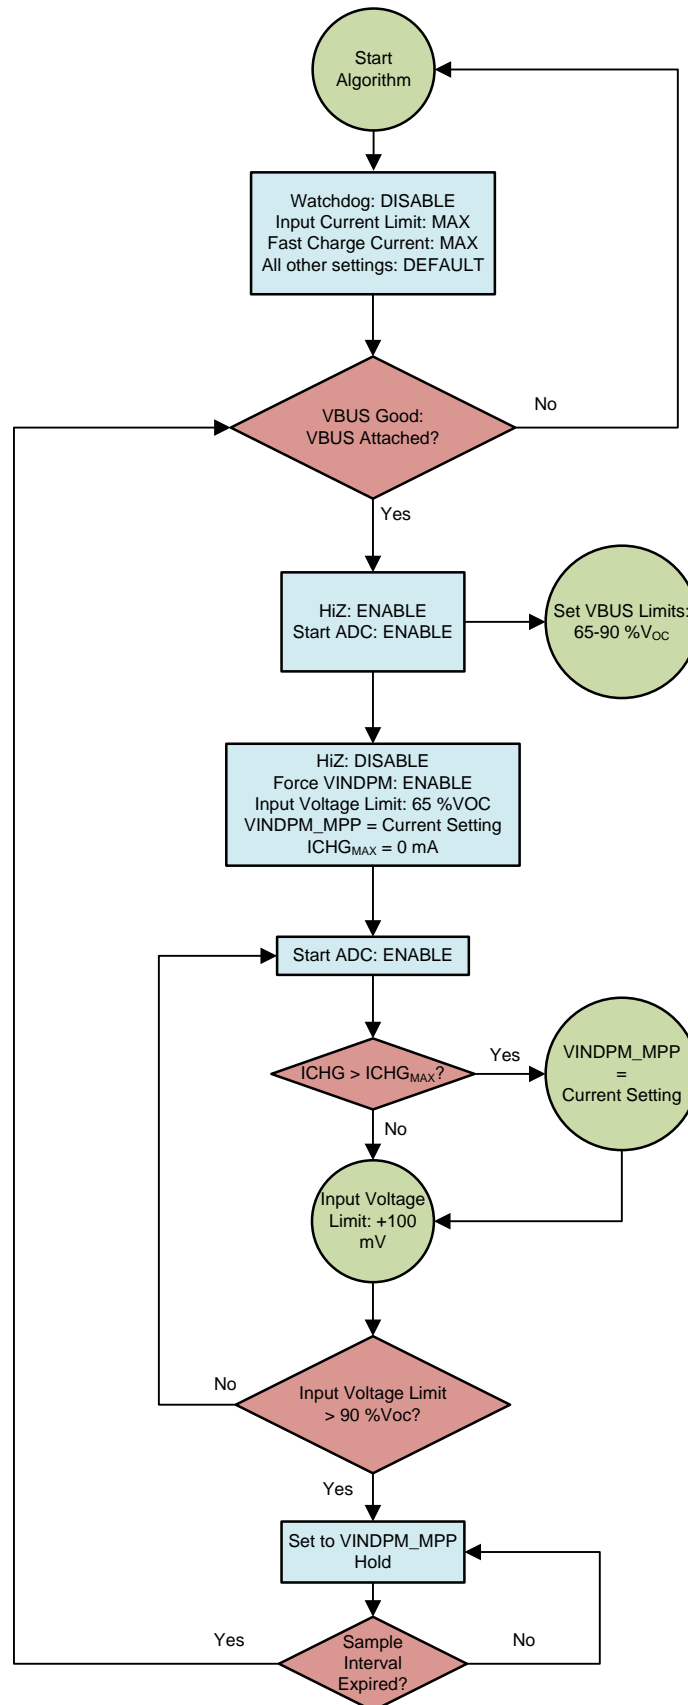 Start
Algorithm
Watchdog: DISABLE
Input Current Limit: MAX
Fast Charge Current: MAX
All other settings: DEFAULT
VBUS Good:
VBUS Attached?
No
Yes
HiZ: ENABLE
Start ADC: ENABLE
Set VBUS Limits:
65-90 %VOC
HiZ: DISABLE
Force VINDPM: ENABLE
Input Voltage Limit: 65 %VOC
VINDPM_MPP = Current Setting
ICHGMAX = 0 mA
Start ADC: ENABLE
ICHG > ICHGMAX?
Yes
VINDPM_MPP
=
Current Setting
No
Input Voltage
Limit: +100
mV
Input Voltage Limit
> 90 %Voc?
No
Yes
Set to VINDPM_MPP
Hold
Sample
Interval
Expired?
Yes
No